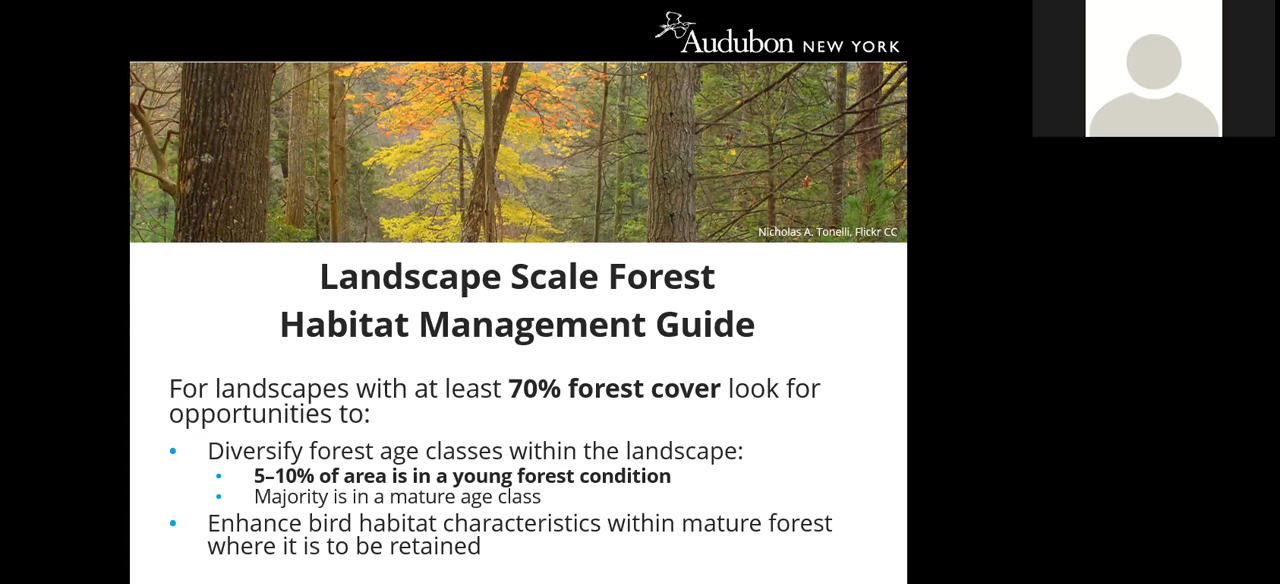 Audubon NEW YORK
Nicholas A. Tonelli, Flickr CC
Landscape Scale Forest
Habitat Management Guide
For landscapes with at least 70% forest cover look for
opportunities to:
• Diversify forest age classes within the landscape:
• 5–10% of area is in a young forest condition
• Majority is in a mature age class
• Enhance bird habitat characteristics within mature forest
where it is to be retained